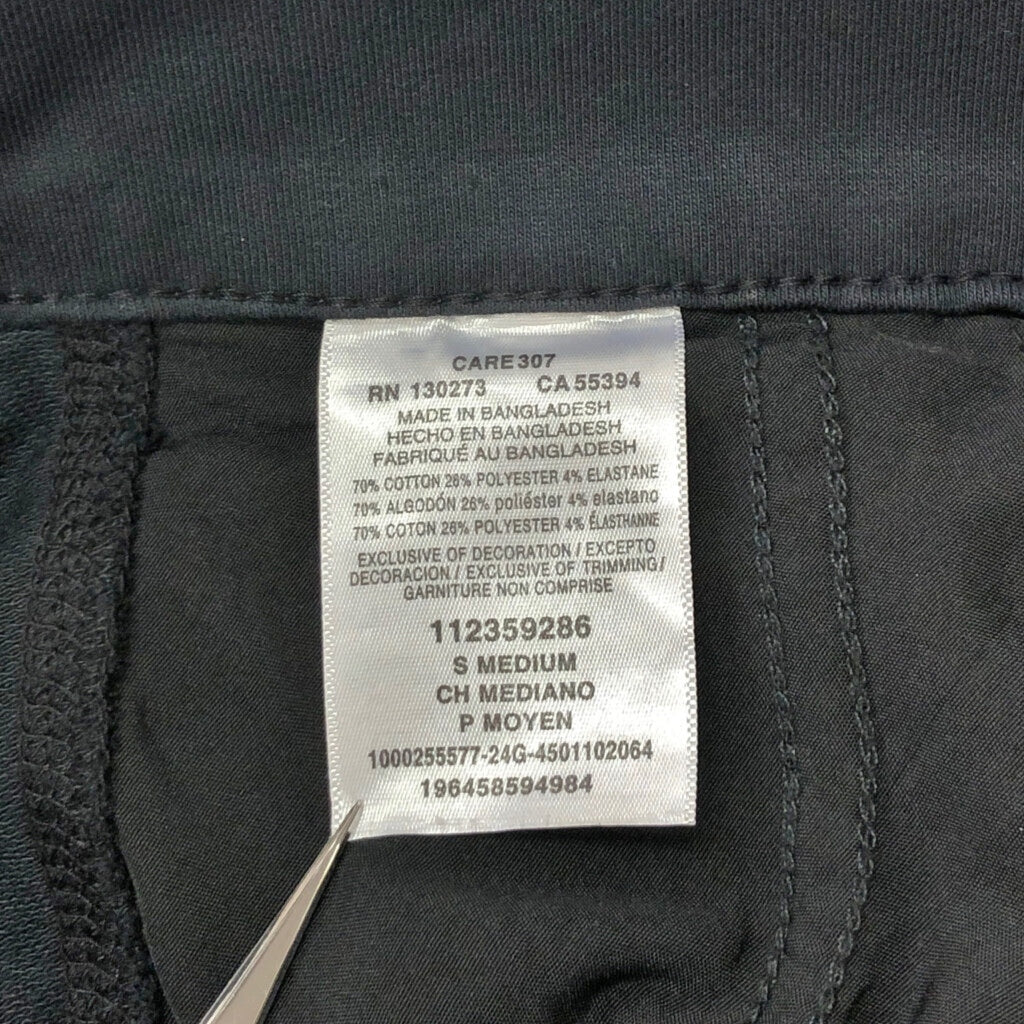 CARE307
RN 130273 CA 55394
MADE IN BANGLADESH
HECHO EN BANGLADESH
FABRIQUÉ AU BANGLADESH
70% COTTON 26% POLYESTER 4% ELASTANE
70% ALGODÓN 26% poliéster 4% elastano
70% COTON 26% POLYESTER 4% ÉLASTHANNE
EXCLUSIVE OF DECORATION / EXCEPTO
DECORACION / EXCLUSIVE OF TRIMMING /
GARNITURE NON COMPRISE
112359286
S MEDIUM
CH MEDIANO
P MOYEN
1000255577-24G-4501102064
196458594984